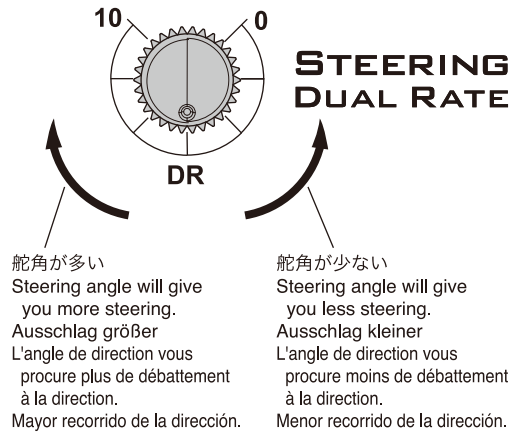 10
0
STEERING
DUAL RATE
DR
舵角が多い
Steering angle will give
you more steering.
Ausschlag größer
L'angle de direction vous
procure plus de débattement
à la direction.
Mayor recorrido de la dirección.
舵角が少ない
Steering angle will give
you less steering.
Ausschlag kleiner
L'angle de direction vous
procure moins de débattement
à la direction.
Menor recorrido de la dirección.